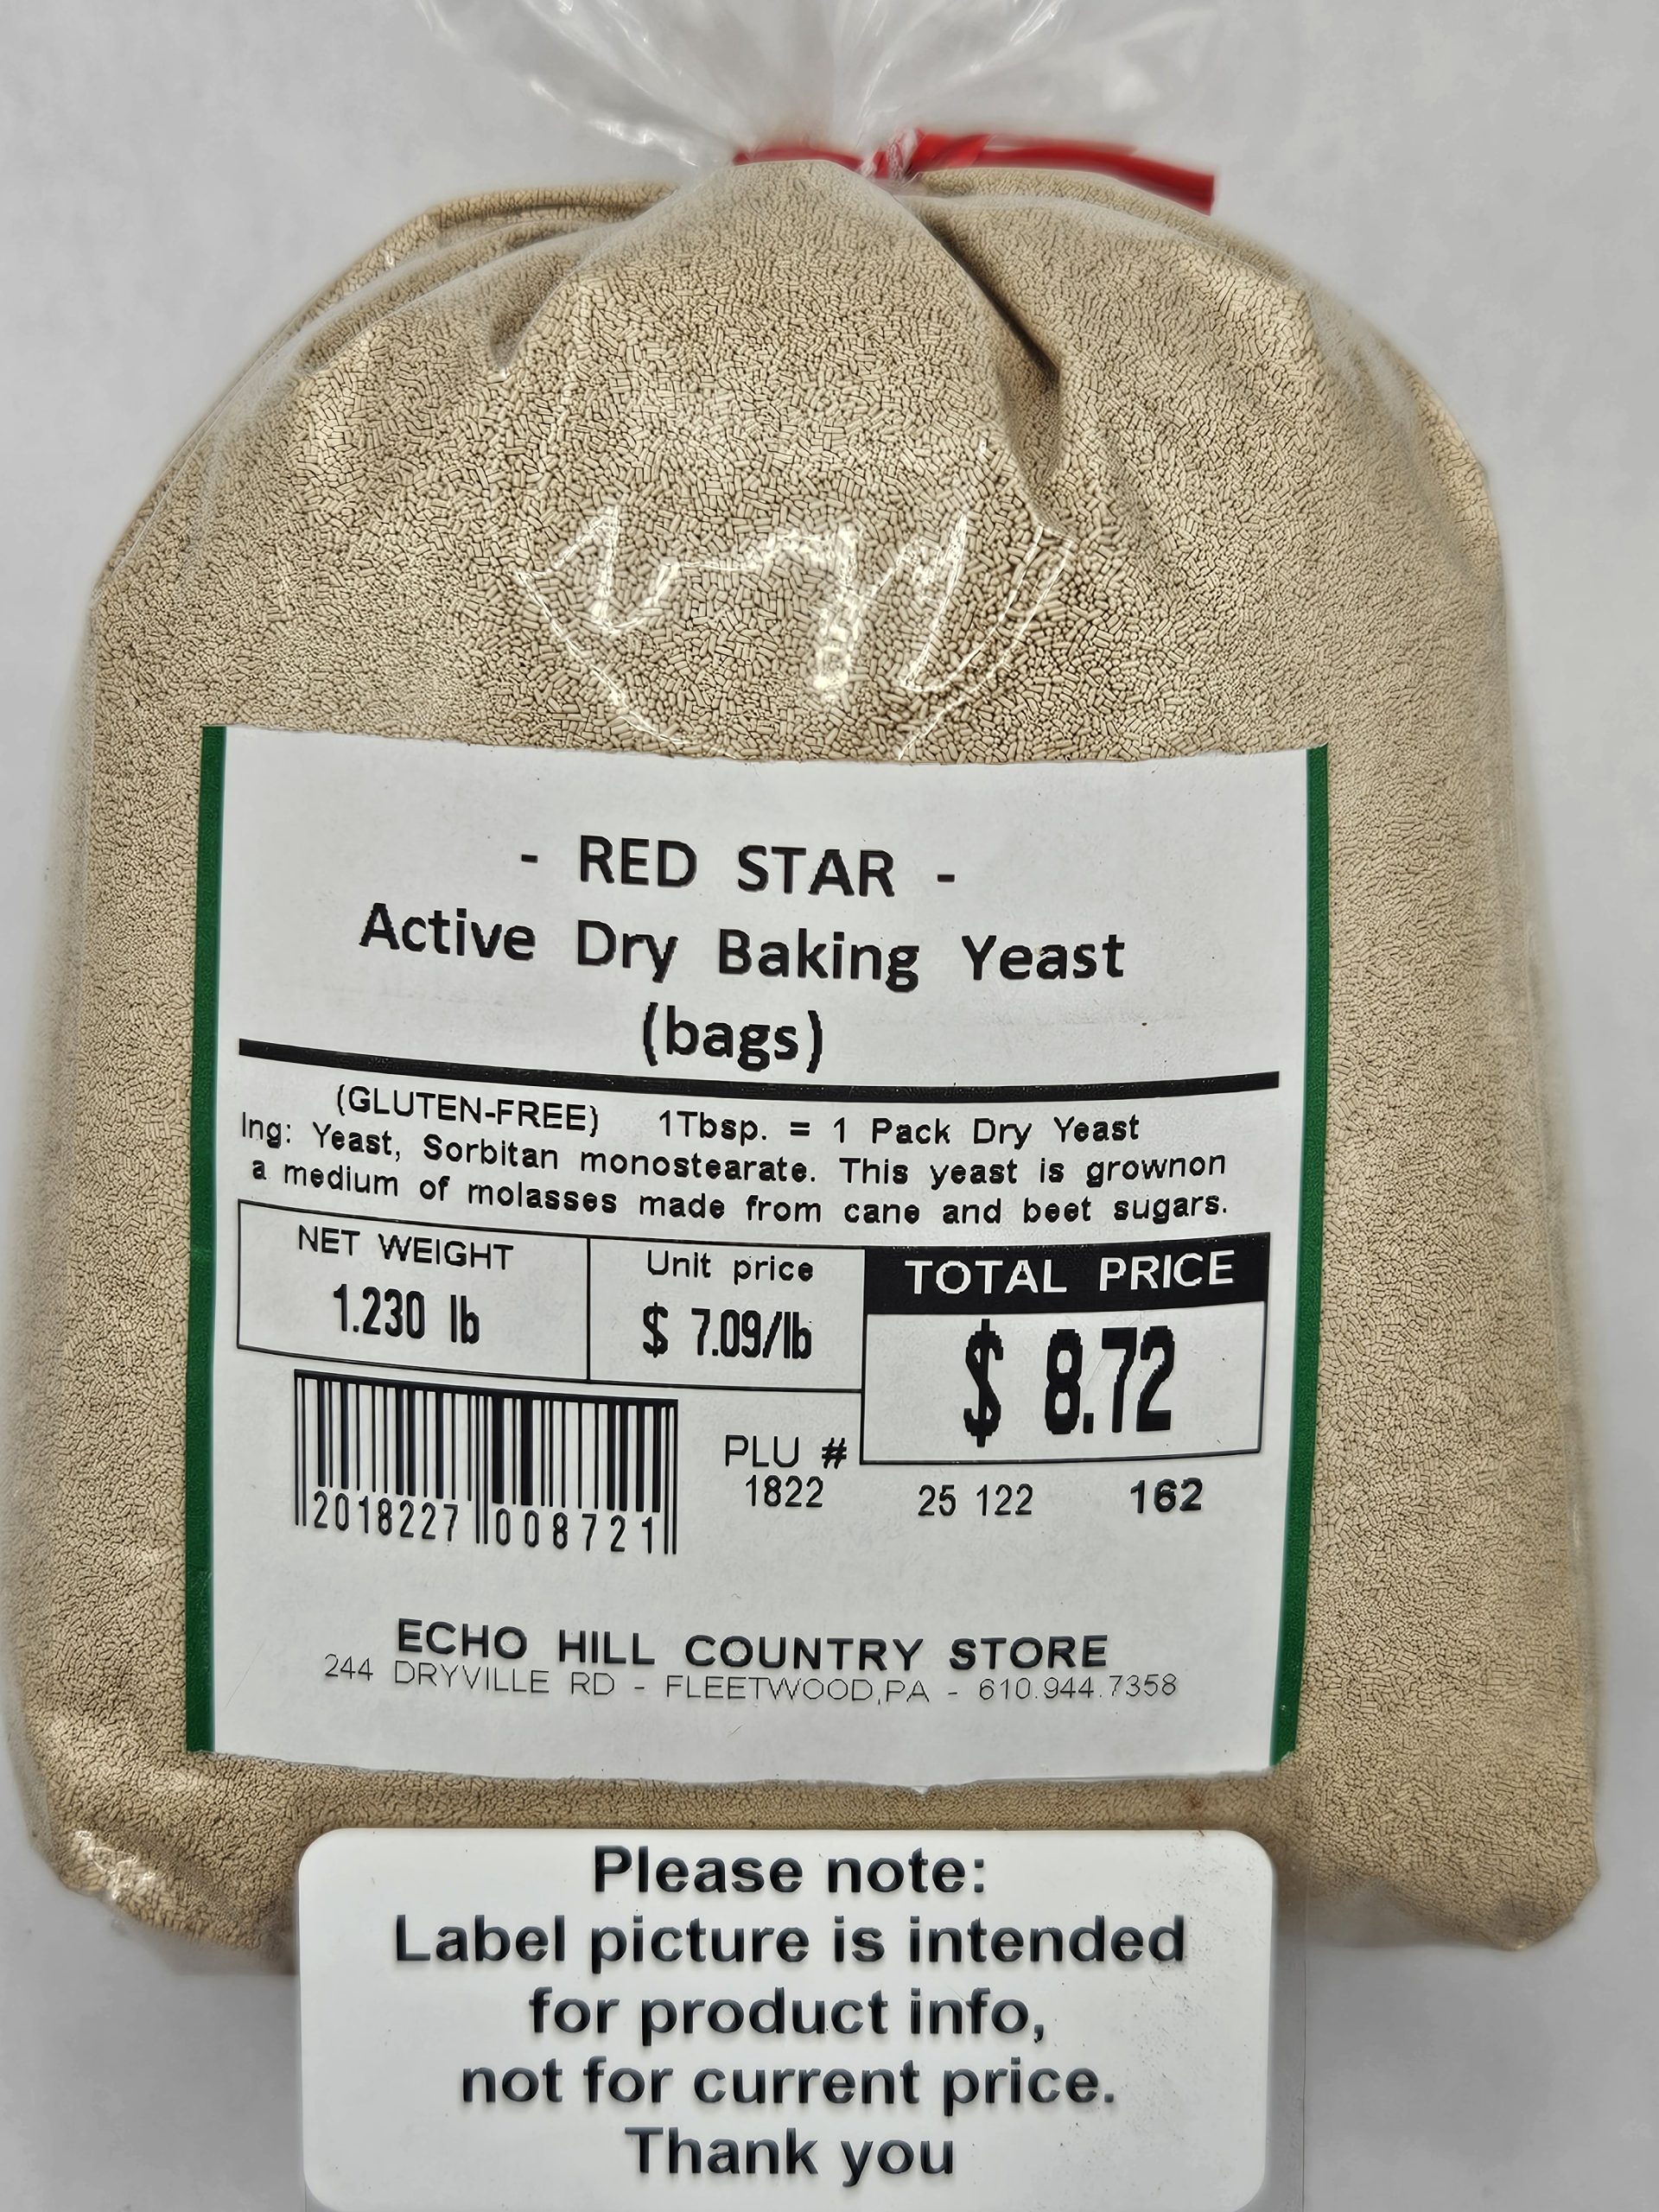 - RED STAR -
Active Dry Baking Yeast
(bags)
(GLUTEN-FREE) 1Tbsp. = 1 Pack Dry Yeast
Ing: Yeast, Sorbitan monostearate. This yeast is grownon
a medium of molasses made from cane and beet sugars.
NET WEIGHT
1.230 lb
Unit price
$ 7.09/lb
TOTAL PRICE
$ 8.72
2018227 008721
PLU #
1822
25 122 162
ECHO HILL COUNTRY STORE
244 DRYVILLE RD - FLEETWOOD,PA - 610.944.7358
Please note:
Label picture is intended
for product info,
not for current price.
Thank you